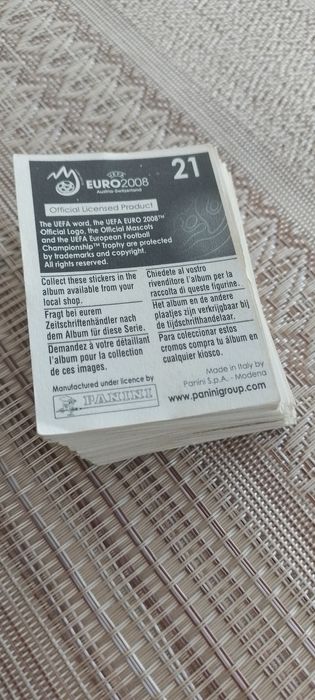 UEFA
EURO2008™
Austria-Switzerland
21
Official Licensed Product
The UEFA word, the UEFA EURO 2008™
Official Logo, the Official Mascots
and the UEFA European Football
Championship™ Trophy are protected
by trademarks and copyright.
All rights reserved.
Collect these stickers in the
album available from your
local shop.
Fragt bei eurem
Zeitschriftenhändler nach
dem Album für diese Serie.
Demandez à votre détaillant
l'album pour la collection
de ces images.
Chiedete al vostro
rivenditore l'album per la
raccolta di queste figurine.
Het album en de andere
plaatjes zijn verkrijgbaar bij
de tijdschrifthandelaar.
Para coleccionar estos
cromos compra tu álbum en
cualquier kiosco.
Manufactured under licence by
PANINI
Made in Italy by
Panini S.p.A. - Modena
www.paninigroup.com